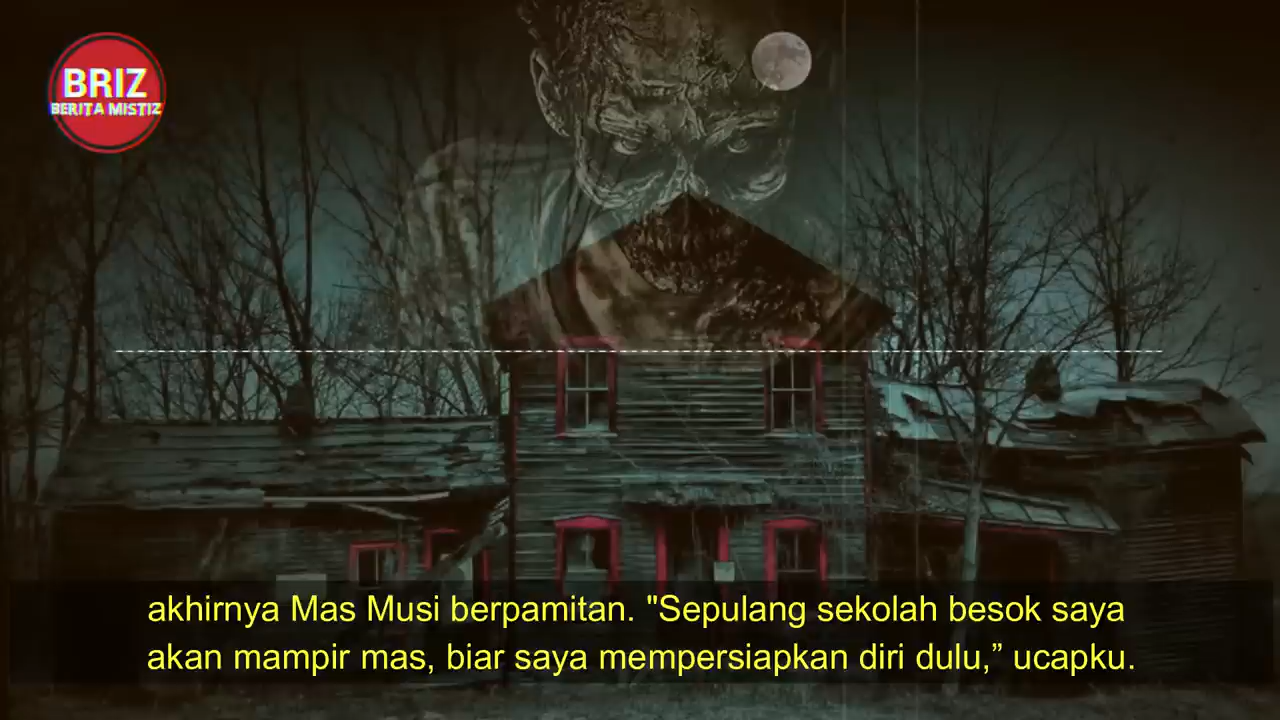 BRIZ
BERITA MISTIZ
akhirnya Mas Musi berpamitan. "Sepulang sekolah besok saya
akan mampir mas, biar saya mempersiapkan diri dulu,” ucapku.